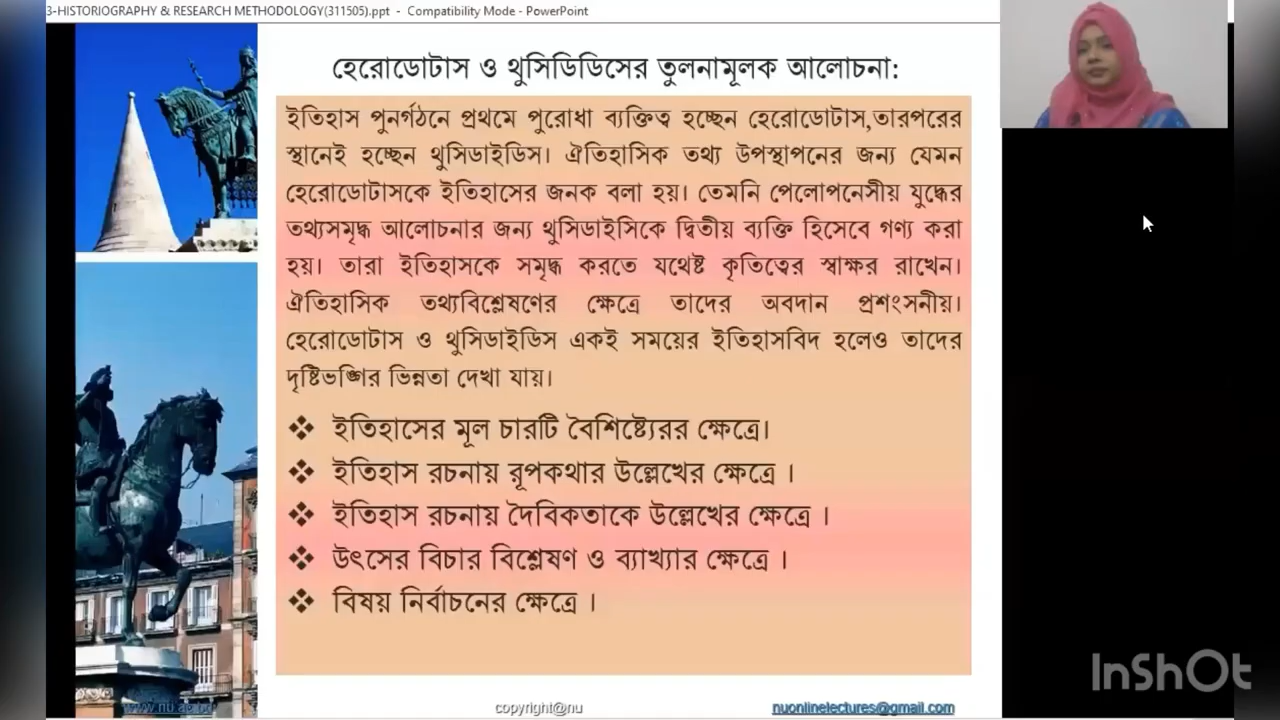 3-HISTORIOGRAPHY & RESEARCH METHODOLOGY(311505).ppt - Compatibility Mode - PowerPoint
হেরোডোটাস ও থুসিডিডিসের তুলনামূলক আলোচনা:
ইতিহাস পুনর্গঠনে প্রথমে পুরোধা ব্যক্তিত্ব হচ্ছেন হেরোডোটাস,তারপরের
স্থানেই হচ্ছেন থুসিডাইডিস। ঐতিহাসিক তথ্য উপস্থাপনের জন্য যেমন
হেরোডোটাসকে ইতিহাসের জনক বলা হয়। তেমনি পেলোপনেসীয় যুদ্ধের
তথ্যসমৃদ্ধ আলোচনার জন্য থুসিডাইসিকে দ্বিতীয় ব্যক্তি হিসেবে গণ্য করা
হয়। তারা ইতিহাসকে সমৃদ্ধ করতে যথেষ্ট কৃতিত্বের স্বাক্ষর রাখেন।
ঐতিহাসিক তথ্যবিশ্লেষণের ক্ষেত্রে তাদের অবদান প্রশংসনীয়।
হেরোডোটাস ও থুসিডাইডিস একই সময়ের ইতিহাসবিদ হলেও তাদের
দৃষ্টিভঙ্গির ভিন্নতা দেখা যায়।
❖ ইতিহাসের মূল চারটি বৈশিষ্ট্যেরর ক্ষেত্রে।
❖ ইতিহাস রচনায় রূপকথার উল্লেখের ক্ষেত্রে ।
❖ ইতিহাস রচনায় দৈবিকতাকে উল্লেখের ক্ষেত্রে ।
❖ উৎসের বিচার বিশ্লেষণ ও ব্যাখ্যার ক্ষেত্রে ।
❖ বিষয় নির্বাচনের ক্ষেত্রে ।
www.nu.ac.bd copyright@nu nuonlinelectures@gmail.com
InShOt